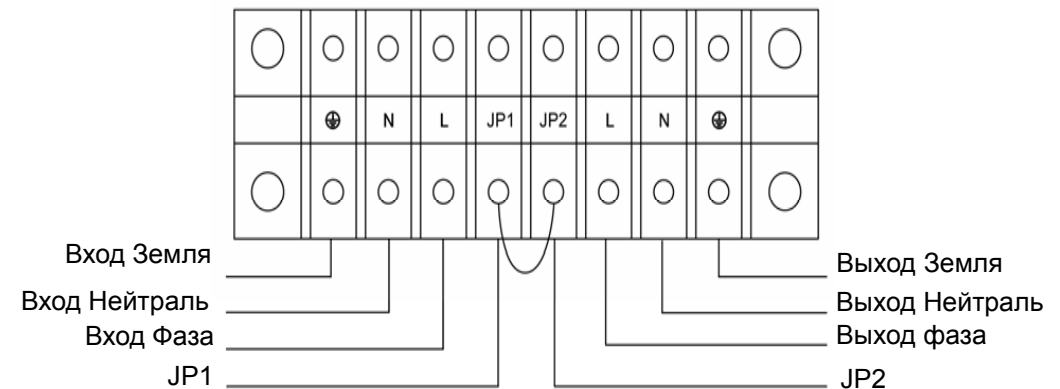 N L JP1 JP2 L N
Вход Земля
Выход Земля
Вход Нейтраль
Выход Нейтраль
Вход Фаза
Выход фаза
JP1
JP2